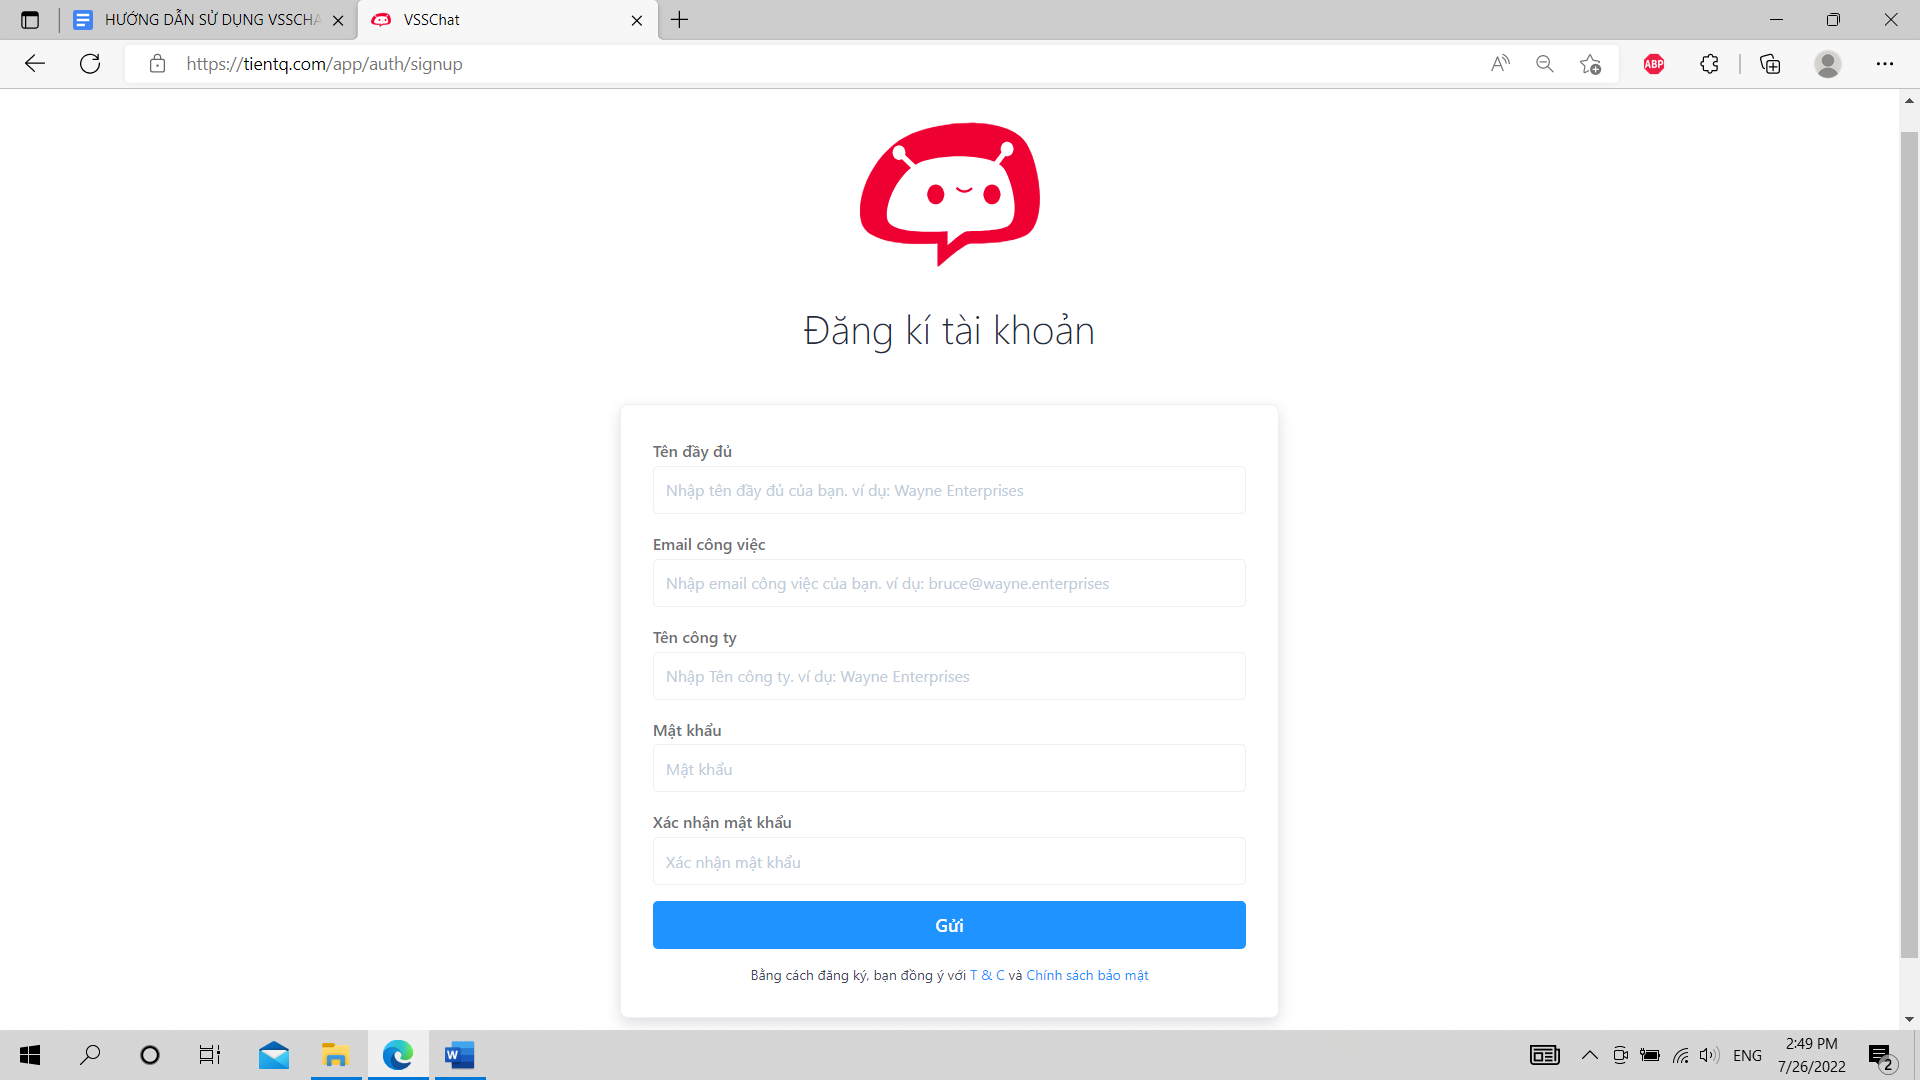 HƯỚNG DẪN SỬ DỤNG VSSCHA
VSSChat
https://tientq.com/app/auth/signup
ABP
Đăng kí tài khoản
Tên đầy đủ
Nhập tên đầy đủ của bạn. ví dụ: Wayne Enterprises
Email công việc
Nhập email công việc của bạn. ví dụ: bruce@wayne.enterprises
Tên công ty
Nhập Tên công ty. ví dụ: Wayne Enterprises
Mật khẩu
Mật khẩu
Xác nhận mật khẩu
Xác nhận mật khẩu
Gửi
Bằng cách đăng ký, bạn đồng ý với T & C và Chính sách bảo mật
ENG
2:49 PM
7/26/2022
2